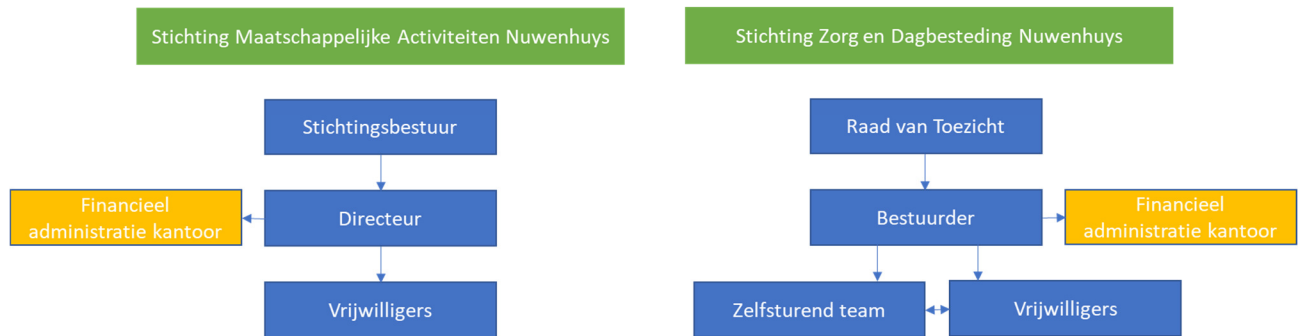 Stichting Maatschappelijke Activiteiten Nuwenhuys
Stichtingsbestuur
Financieel
administratie kantoor
Directeur
Vrijwilligers
Stichting Zorg en Dagbesteding Nuwenhuys
Raad van Toezicht
Bestuurder
Financieel
administratie kantoor
Zelfsturend team
Vrijwilligers